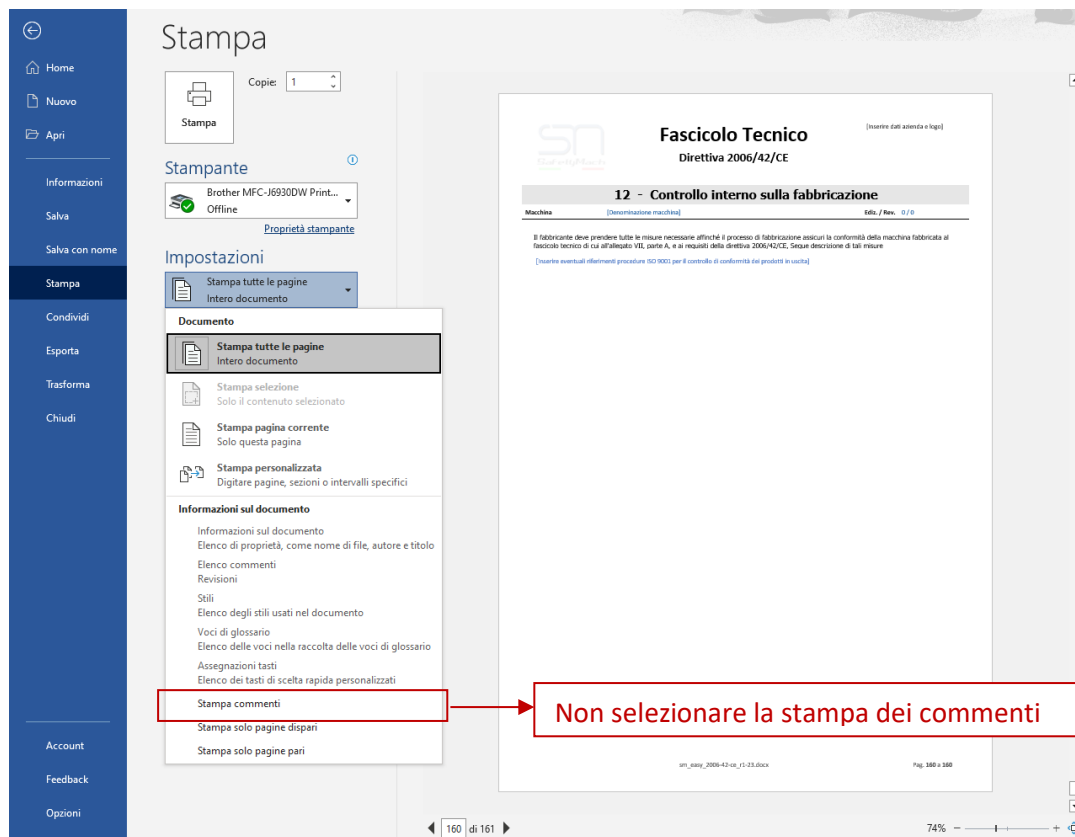 Stampa
Home
Nuovo
Apri
Informazioni
Salva
Salva con nome
Stampa
Condividi
Esporta
Trasforma
Chiudi
Account
Feedback
Opzioni
Copie: 1
Stampa
Stampante
Brother MFC-J6930DW Print...
Offline
Proprietà stampante
Impostazioni
Stampa tutte le pagine
Intero documento
Documento
Stampa tutte le pagine
Intero documento
Stampa selezione
Solo il contenuto selezionato
Stampa pagina corrente
Solo questa pagina
Stampa personalizzata
Digitare pagine, sezioni o intervalli specifici
Informazioni sul documento
Informazioni sul documento
Elenco di proprietà, come nome di file, autore e titolo
Elenco commenti
Revisioni
Stili
Elenco degli stili usati nel documento
Voci di glossario
Elenco delle voci nella raccolta delle voci di glossario
Assegnazioni tasti
Elenco dei tasti di scelta rapida personalizzati
Stampa commenti
Stampa solo pagine dispari
Stampa solo pagine pari
Non selezionare la stampa dei commenti
sm
Fascicolo Tecnico
[Inserire dati azienda e logo]
Direttiva 2006/42/CE
12 - Controllo interno sulla fabbricazione
Macchina [Denominazione macchina] Ediz. / Rev. 0 / 0
Il fabbricante deve prendere tutte le misure necessarie affinché il processo di fabbricazione assicuri la conformità della macchina fabbricata al
fascicolo tecnico di cui all'allegato VII, parte A, e ai requisiti della direttiva 2006/42/CE, Segue descrizione di tali misure
[Inserire eventuali riferimenti procedure ISO 9001 per il controllo di conformità dei prodotti in uscita]
sm_easy_2006-42-ce_r1-23.docx Pag. 160 a 160
160 di 161
74%